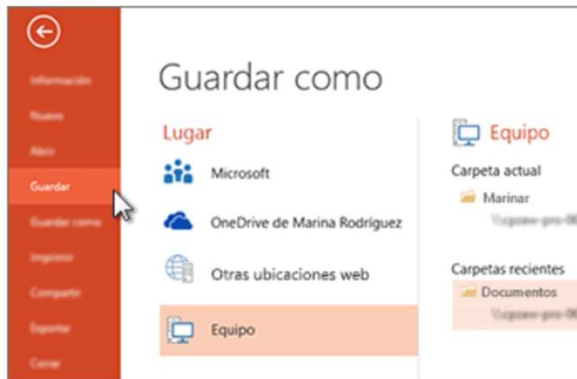 Información
Nuevo
Abrir
Guardar
Guardar como
Imprimir
Compartir
Exportar
Cerrar
Guardar como
Lugar
Microsoft
OneDrive de Marina Rodríguez
Otras ubicaciones web
Equipo
Equipo
Carpeta actual
Marinar
Carpetas recientes
Documentos